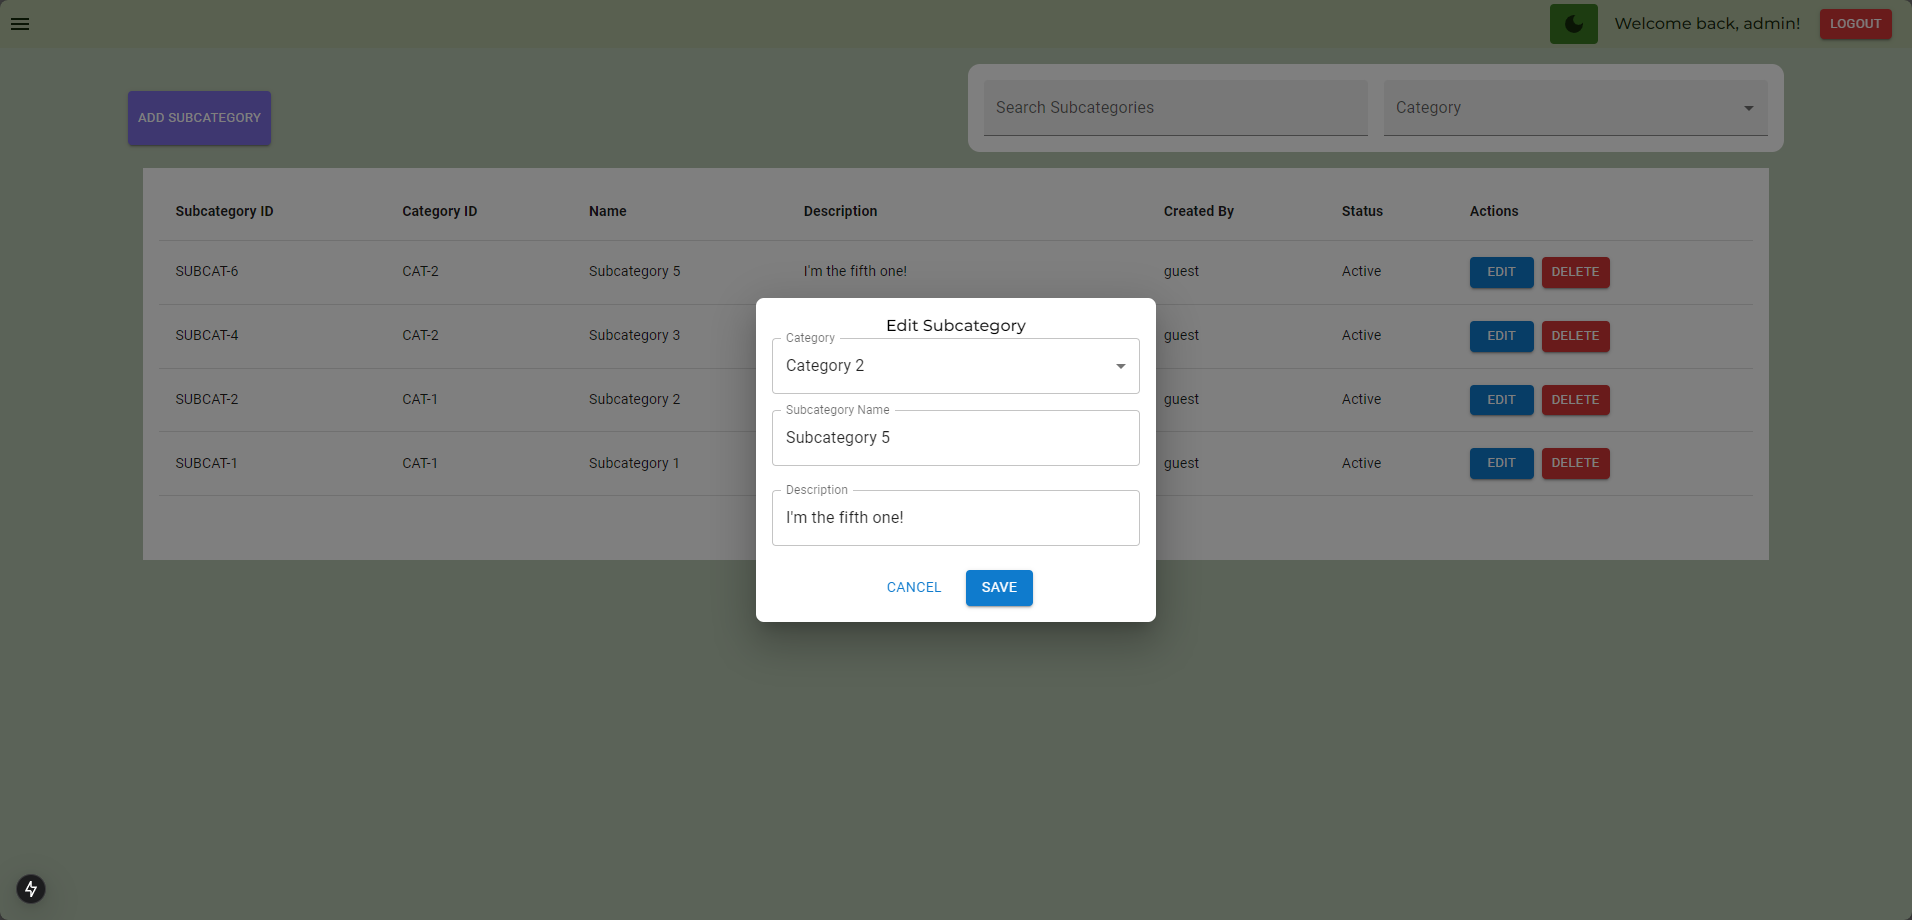 Welcome back, admin!
LOGOUT
ADD SUBCATEGORY
Search Subcategories
Category
Subcategory ID Category ID Name Description Created By Status Actions
SUBCAT-6 CAT-2 Subcategory 5 I'm the fifth one! guest Active EDIT DELETE
SUBCAT-4 CAT-2 Subcategory 3 guest Active EDIT DELETE
SUBCAT-2 CAT-1 Subcategory 2 guest Active EDIT DELETE
SUBCAT-1 CAT-1 Subcategory 1 guest Active EDIT DELETE
Edit Subcategory
Category
Category 2
Subcategory Name
Subcategory 5
Description
I'm the fifth one!
CANCEL
SAVE